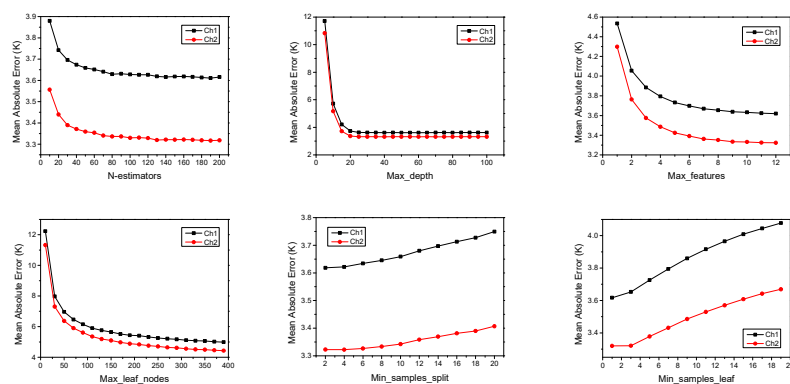 Mean Absolute Error (K)
3.9
3.8
3.7
3.6
3.5
3.4
3.3
0 20 40 60 80 100 120 140 160 180 200
N-estimators
Ch1
Ch2
Mean Absolute Error (K)
12
10
8
6
4
2
0 20 40 60 80 100
Max_depth
Ch1
Ch2
Mean Absolute Error (K)
4.6
4.4
4.2
4.0
3.8
3.6
3.4
3.2
0 2 4 6 8 10 12
Max_features
Ch1
Ch2
Mean Absolute Error (K)
12
10
8
6
4
0 50 100 150 200 250 300 350 400
Max_leaf_nodes
Ch1
Ch2
Mean Absolute Error (K)
3.8
3.7
3.6
3.5
3.4
3.3
2 4 6 8 10 12 14 16 18 20
Min_samples_split
Ch1
Ch2
Mean Absolute Error (K)
4.0
3.8
3.6
3.4
0 2 4 6 8 10 12 14 16 18 20
Min_samples_leaf
Ch1
Ch2